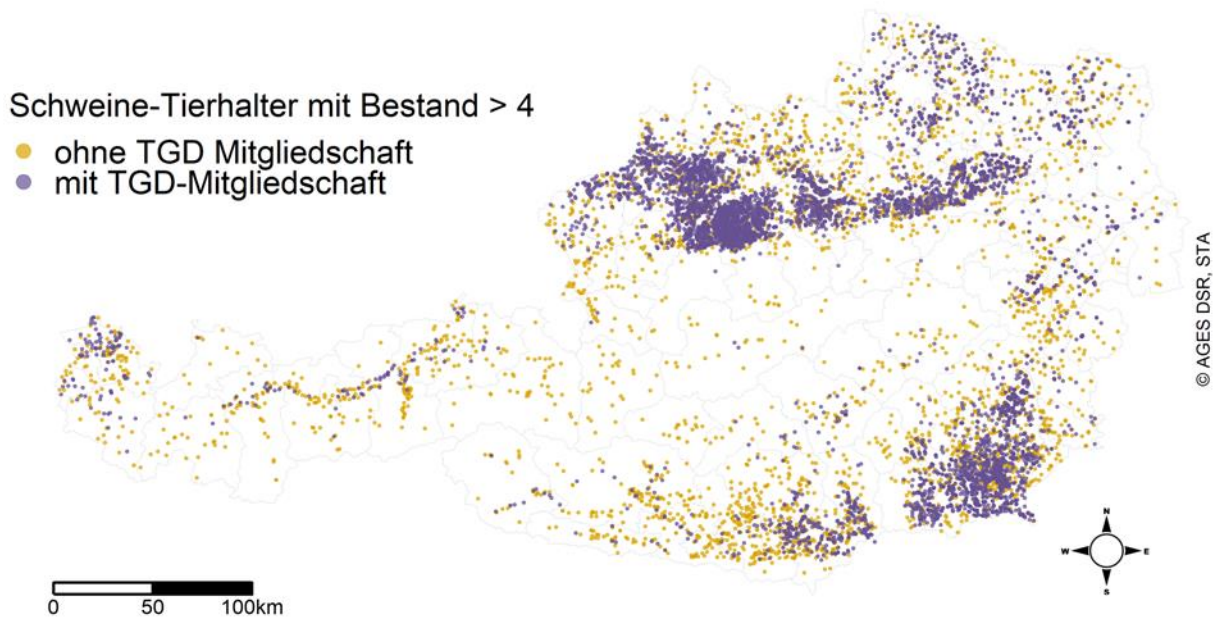 Schweine-Tierhalter mit Bestand > 4
ohne TGD Mitgliedschaft
mit TGD-Mitgliedschaft
© AGES DSR, STA
N
W E
S
0 50 100km